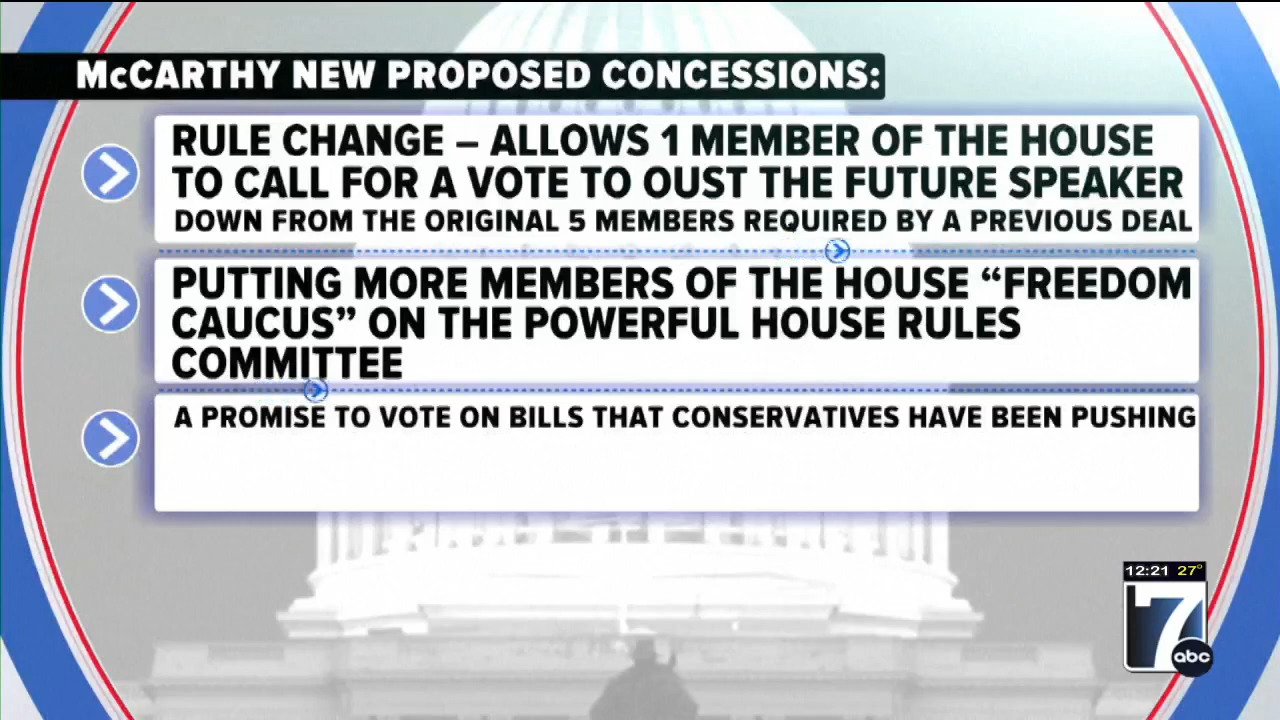 McCARTHY NEW PROPOSED CONCESSIONS:
RULE CHANGE – ALLOWS 1 MEMBER OF THE HOUSE
TO CALL FOR A VOTE TO OUST THE FUTURE SPEAKER
DOWN FROM THE ORIGINAL 5 MEMBERS REQUIRED BY A PREVIOUS DEAL
PUTTING MORE MEMBERS OF THE HOUSE “FREEDOM
CAUCUS” ON THE POWERFUL HOUSE RULES
COMMITTEE
A PROMISE TO VOTE ON BILLS THAT CONSERVATIVES HAVE BEEN PUSHING
12:21 27°
7
abc